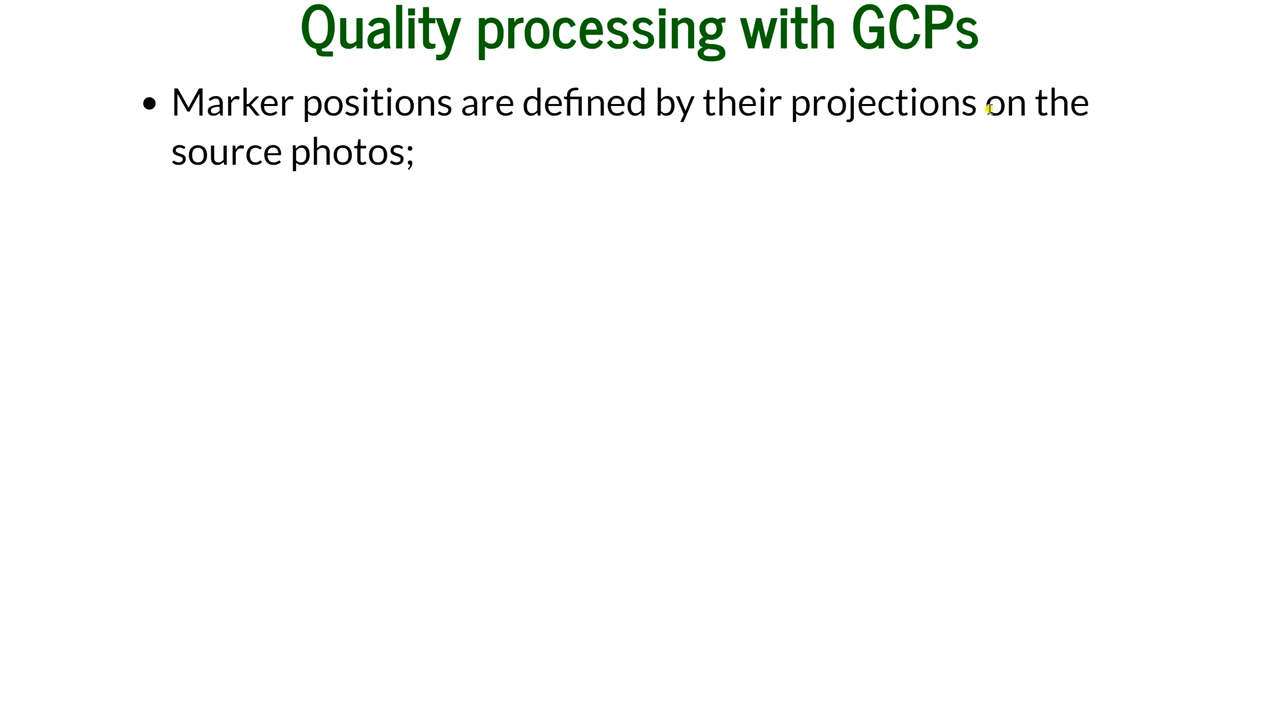 Quality processing with GCPs
• Marker positions are defined by their projections on the
source photos;